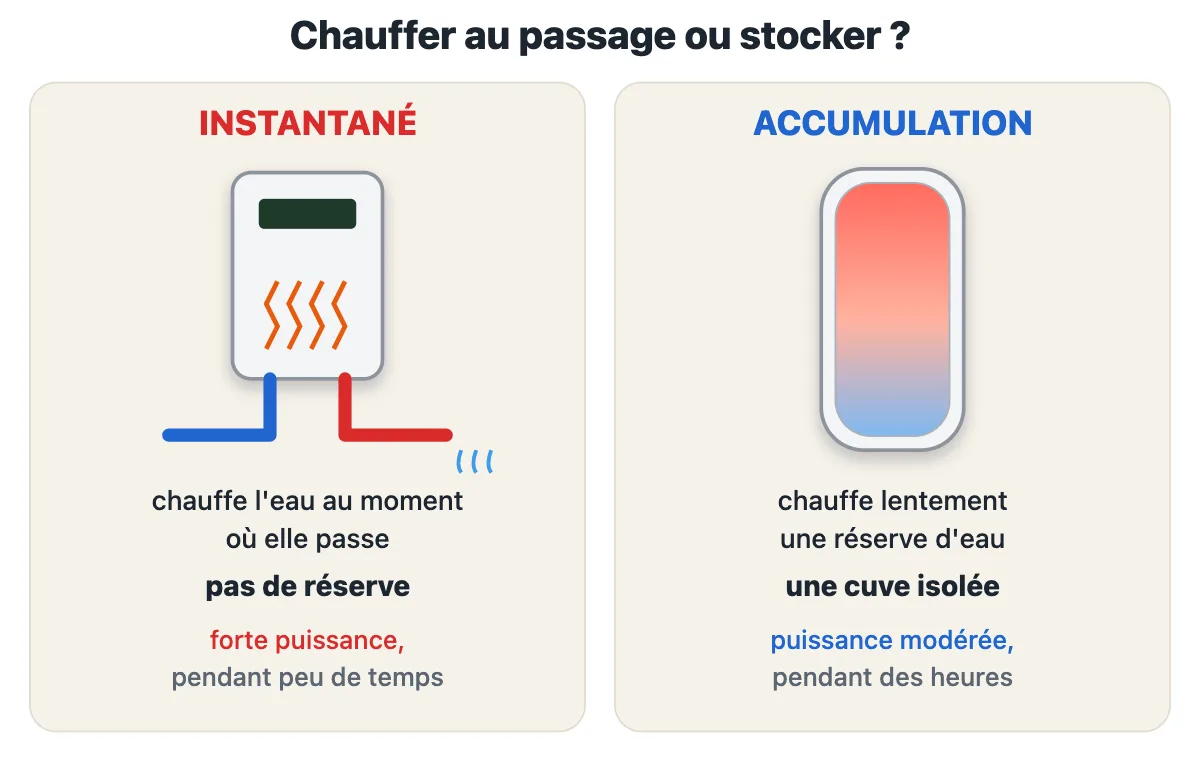 Chauffer au passage ou stocker ?
INSTANTANÉ
chauffe l'eau au moment
où elle passe
pas de réserve
forte puissance,
pendant peu de temps
ACCUMULATION
chauffe lentement
une réserve d'eau
une cuve isolée
puissance modérée,
pendant des heures